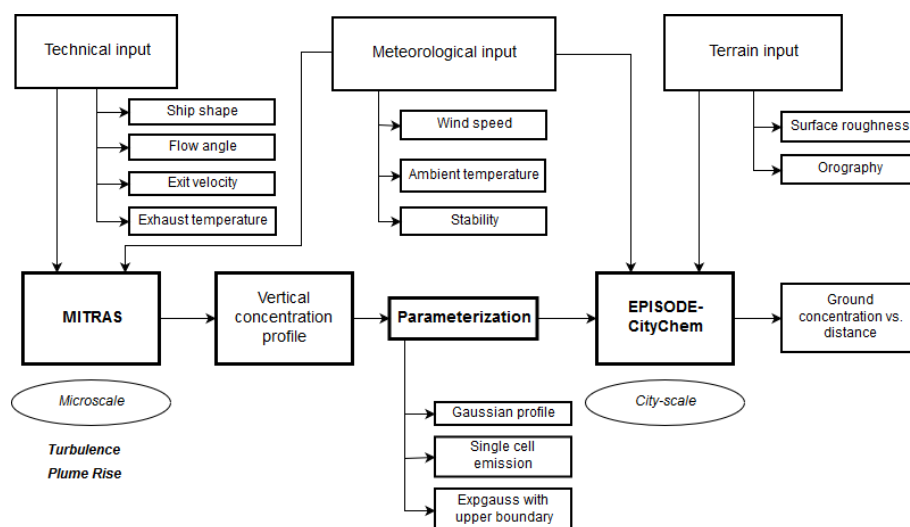 Technical input
Meteorological input
Terrain input
Ship shape
Flow angle
Exit velocity
Exhaust temperature
Wind speed
Ambient temperature
Stability
Surface roughness
Orography
MITRAS
Vertical
concentration
profile
Parameterization
EPISODE-
CityChem
Ground
concentration vs.
distance
Microscale
City-scale
Turbulence
Plume Rise
Gaussian profile
Single cell
emission
Expgauss with
upper boundary